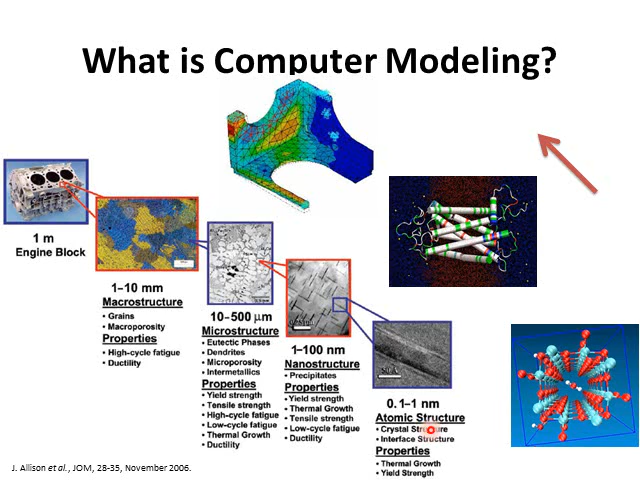 What is Computer Modeling?
1 m
Engine Block
1–10 mm
Macrostructure
• Grains
• Macroporosity
Properties
• High-cycle fatigue
• Ductility
10–500 μm
Microstructure
• Eutectic Phases
• Dendrites
• Microporosity
• Intermetallics
Properties
• Yield strength
• Tensile strength
• High-cycle fatigue
• Low-cycle fatigue
• Thermal Growth
• Ductility
1–100 nm
Nanostructure
• Precipitates
Properties
• Yield strength
• Thermal Growth
• Tensile strength
• Low-cycle fatigue
• Ductility
0.1–1 nm
Atomic Structure
• Crystal Structure
• Interface Structure
Properties
• Thermal Growth
• Yield Strength
J. Allison et al., JOM, 28-35, November 2006.